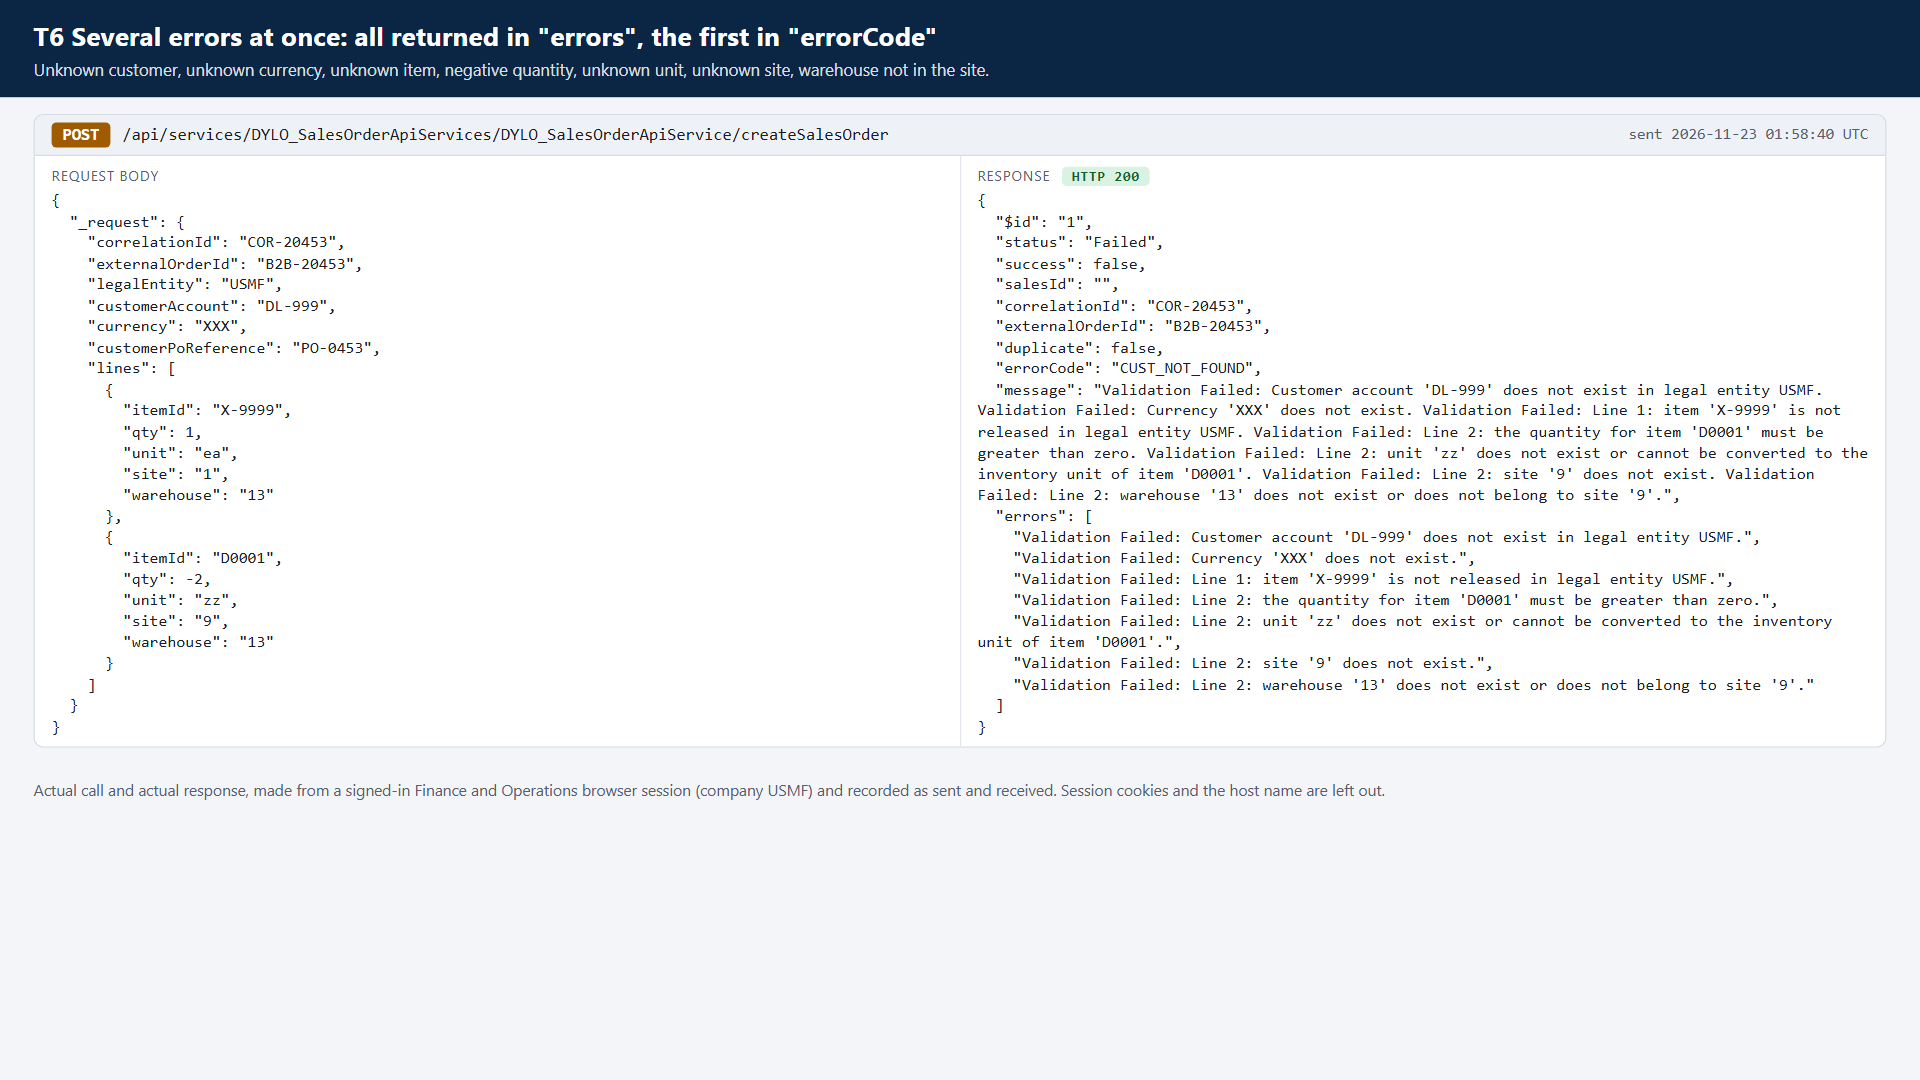 T6 Several errors at once: all returned in "errors", the first in "errorCode"
Unknown customer, unknown currency, unknown item, negative quantity, unknown unit, unknown site, warehouse not in the site.
POST /api/services/DYLO_SalesOrderApiServices/DYLO_SalesOrderApiService/createSalesOrder
sent 2026-11-23 01:58:40 UTC
REQUEST BODY
{
"_request": {
"correlationId": "COR-20453",
"externalOrderId": "B2B-20453",
"legalEntity": "USMF",
"customerAccount": "DL-999",
"currency": "XXX",
"customerPoReference": "PO-0453",
"lines": [
{
"itemId": "X-9999",
"qty": 1,
"unit": "ea",
"site": "1",
"warehouse": "13"
},
{
"itemId": "D0001",
"qty": -2,
"unit": "zz",
"site": "9",
"warehouse": "13"
}
]
}
}
RESPONSE HTTP 200
{
"$id": "1",
"status": "Failed",
"success": false,
"salesId": "",
"correlationId": "COR-20453",
"externalOrderId": "B2B-20453",
"duplicate": false,
"errorCode": "CUST_NOT_FOUND",
"message": "Validation Failed: Customer account 'DL-999' does not exist in legal entity USMF.
Validation Failed: Currency 'XXX' does not exist. Validation Failed: Line 1: item 'X-9999' is not
released in legal entity USMF. Validation Failed: Line 2: the quantity for item 'D0001' must be
greater than zero. Validation Failed: Line 2: unit 'zz' does not exist or cannot be converted to the
inventory unit of item 'D0001'. Validation Failed: Line 2: site '9' does not exist. Validation
Failed: Line 2: warehouse '13' does not exist or does not belong to site '9'.",
"errors": [
"Validation Failed: Customer account 'DL-999' does not exist in legal entity USMF.",
"Validation Failed: Currency 'XXX' does not exist.",
"Validation Failed: Line 1: item 'X-9999' is not released in legal entity USMF.",
"Validation Failed: Line 2: the quantity for item 'D0001' must be greater than zero.",
"Validation Failed: Line 2: unit 'zz' does not exist or cannot be converted to the inventory
unit of item 'D0001'.",
"Validation Failed: Line 2: site '9' does not exist.",
"Validation Failed: Line 2: warehouse '13' does not exist or does not belong to site '9'."
]
}
Actual call and actual response, made from a signed-in Finance and Operations browser session (company USMF) and recorded as sent and received. Session cookies and the host name are left out.